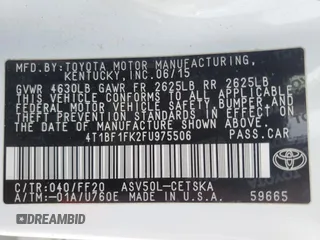 MFD. BY:
TOYOTA MOTOR MANUFACTURING,
KENTUCKY, INC. 06/15
GVWR 4630LB GAWR FR 2625LB RR 2625LB
THIS VEHICLE CONFORMS TO ALL APPLICABLE
FEDERAL MOTOR VEHICLE SAFETY, BUMPER, AND
THEFT PREVENTION STANDARDS IN EFFECT ON
THE DATE OF MANUFACTURE SHOWN ABOVE.
4T1BF1FK2FU975506 PASS.CAR
C/TR:040/FF20 ASV50L-CETSKA
A/TM:-01A/U760E MADE IN U.S.A.
TOYOTA
59665